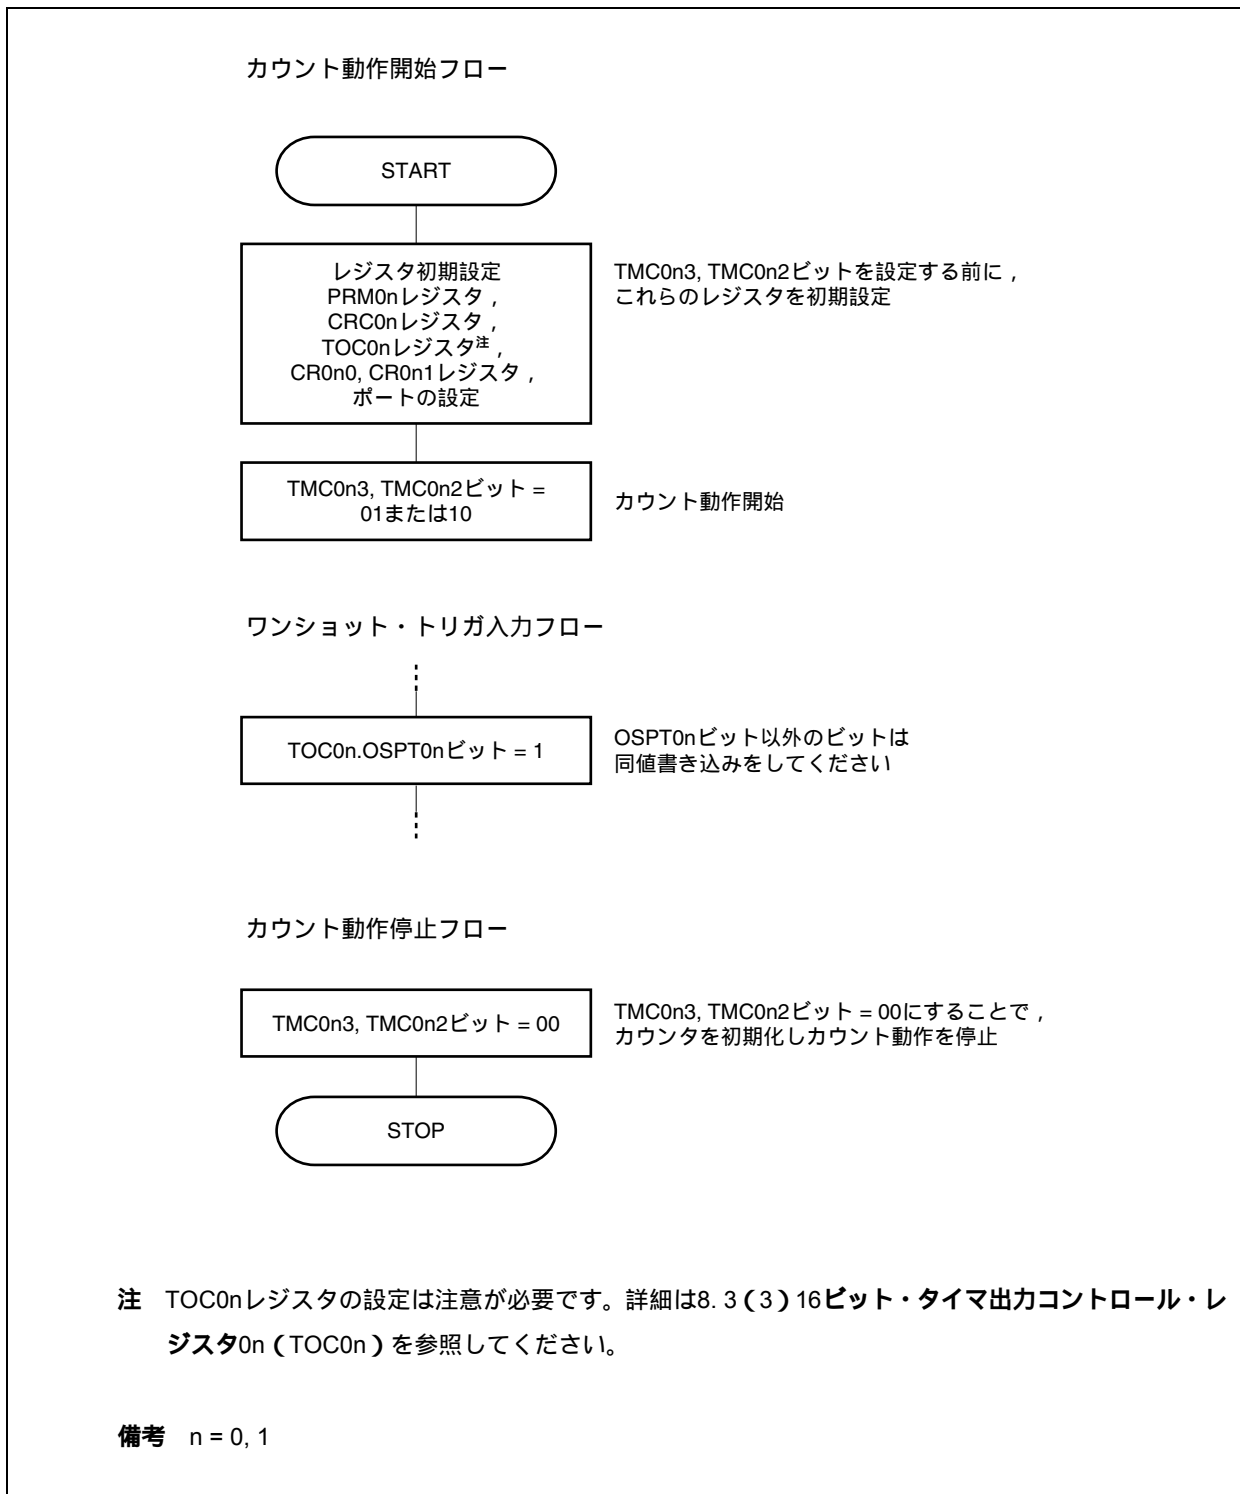 カウント動作開始フロー
START
レジスタ初期設定
PRM0nレジスタ，
CRC0nレジスタ，
TOC0nレジスタ注，
CR0n0, CR0n1レジスタ，
ポートの設定
TMC0n3, TMC0n2ビットを設定する前に，
これらのレジスタを初期設定
TMC0n3, TMC0n2ビット =
01または10
カウント動作開始
ワンショット・トリガ入力フロー
TOC0n.OSPT0nビット = 1
OSPT0nビット以外のビットは
同値書き込みをしてください
カウント動作停止フロー
TMC0n3, TMC0n2ビット = 00
TMC0n3, TMC0n2ビット = 00にすることで，
カウンタを初期化しカウント動作を停止
STOP
注 TOC0nレジスタの設定は注意が必要です。詳細は8. 3（3）16ビット・タイマ出力コントロール・レ
ジスタ0n（TOC0n）を参照してください。
備考 n = 0, 1